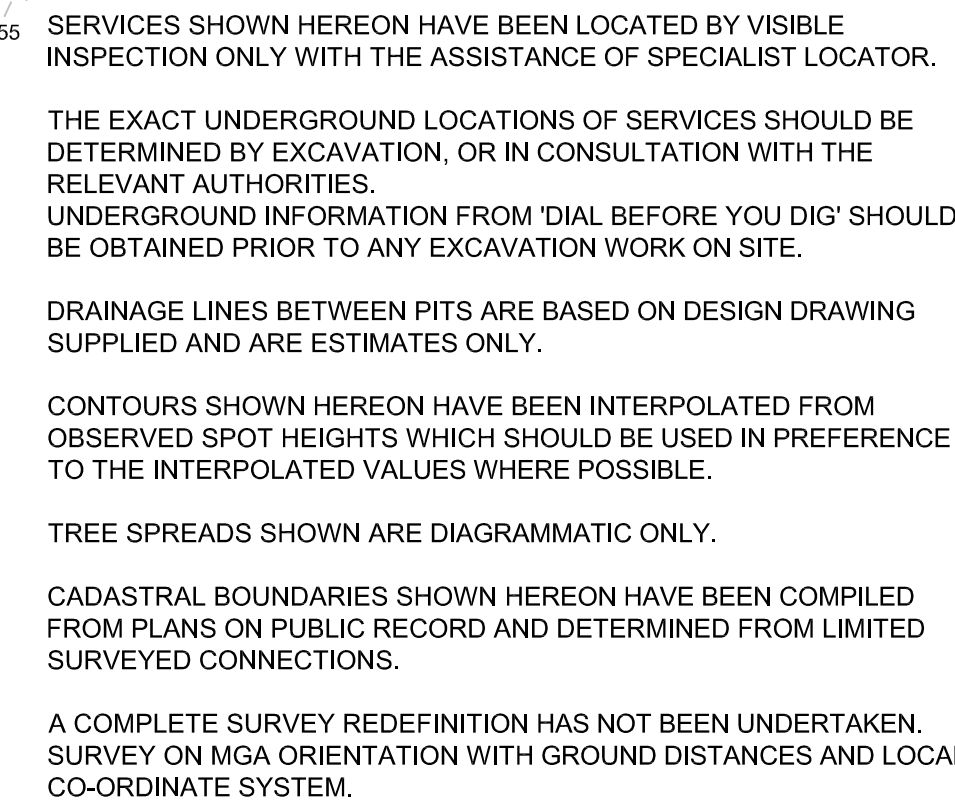 55
SERVICES SHOWN HEREON HAVE BEEN LOCATED BY VISIBLE
INSPECTION ONLY WITH THE ASSISTANCE OF SPECIALIST LOCATOR.
THE EXACT UNDERGROUND LOCATIONS OF SERVICES SHOULD BE
DETERMINED BY EXCAVATION, OR IN CONSULTATION WITH THE
RELEVANT AUTHORITIES.
UNDERGROUND INFORMATION FROM 'DIAL BEFORE YOU DIG' SHOULD
BE OBTAINED PRIOR TO ANY EXCAVATION WORK ON SITE.
DRAINAGE LINES BETWEEN PITS ARE BASED ON DESIGN DRAWING
SUPPLIED AND ARE ESTIMATES ONLY.
CONTOURS SHOWN HEREON HAVE BEEN INTERPOLATED FROM
OBSERVED SPOT HEIGHTS WHICH SHOULD BE USED IN PREFERENCE
TO THE INTERPOLATED VALUES WHERE POSSIBLE.
TREE SPREADS SHOWN ARE DIAGRAMMATIC ONLY.
CADASTRAL BOUNDARIES SHOWN HEREON HAVE BEEN COMPILED
FROM PLANS ON PUBLIC RECORD AND DETERMINED FROM LIMITED
SURVEYED CONNECTIONS.
A COMPLETE SURVEY REDEFINITION HAS NOT BEEN UNDERTAKEN.
SURVEY ON MGA ORIENTATION WITH GROUND DISTANCES AND LOCAL
CO-ORDINATE SYSTEM.